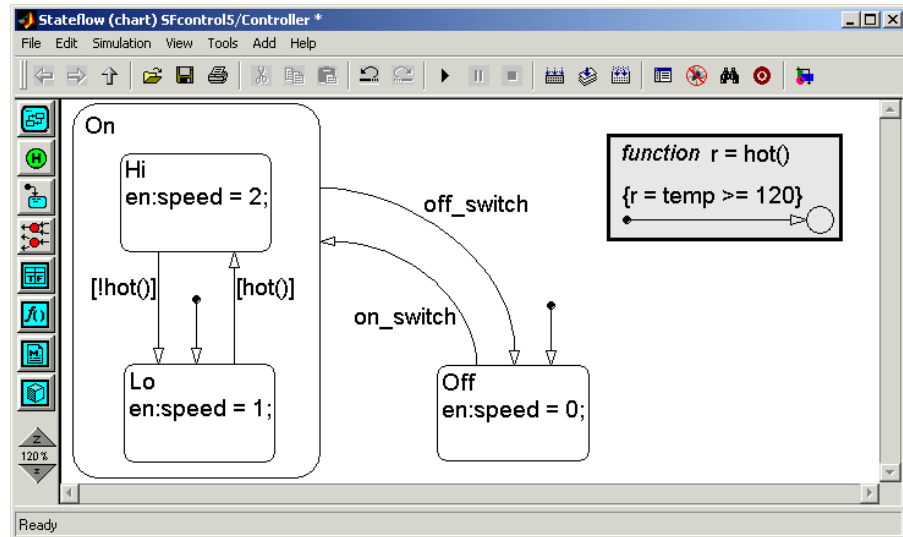 Stateflow (chart) SFcontrol5/Controller *
File Edit Simulation View Tools Add Help
On
Hi
en:speed = 2;
[!hot()]
[hot()]
Lo
en:speed = 1;
off_switch
on_switch
Off
en:speed = 0;
function r = hot()
{r = temp >= 120}
H
T F
f()
M
Z
120%
z
Ready